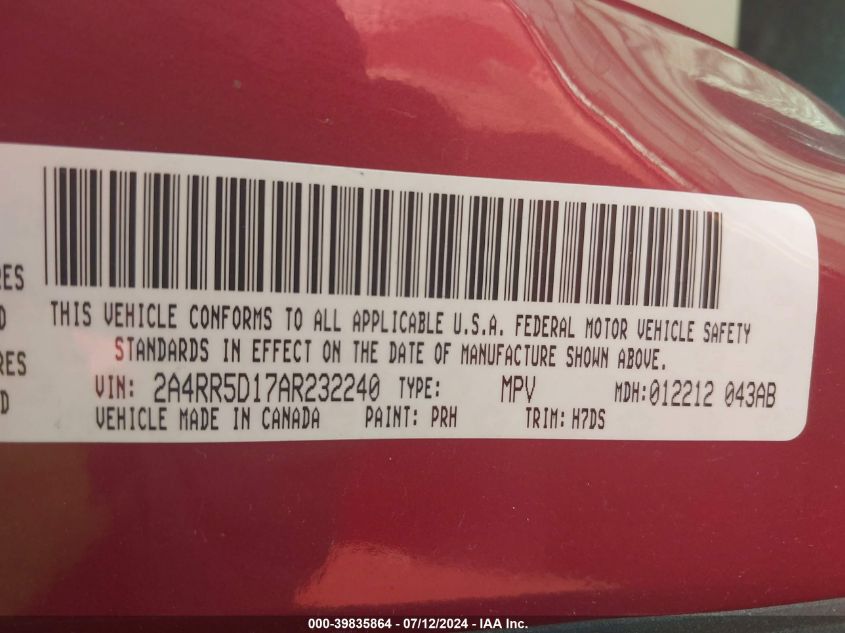 RES
D
RES
D
THIS VEHICLE CONFORMS TO ALL APPLICABLE U.S.A. FEDERAL MOTOR VEHICLE SAFETY
STANDARDS IN EFFECT ON THE DATE OF MANUFACTURE SHOWN ABOVE.
VIN: 2A4RR5D17AR232240 TYPE: MPV MDH:012212 043AB
VEHICLE MADE IN CANADA PAINT: PRH TRIM: H7DS
000-39835864 - 07/12/2024 - IAA Inc.